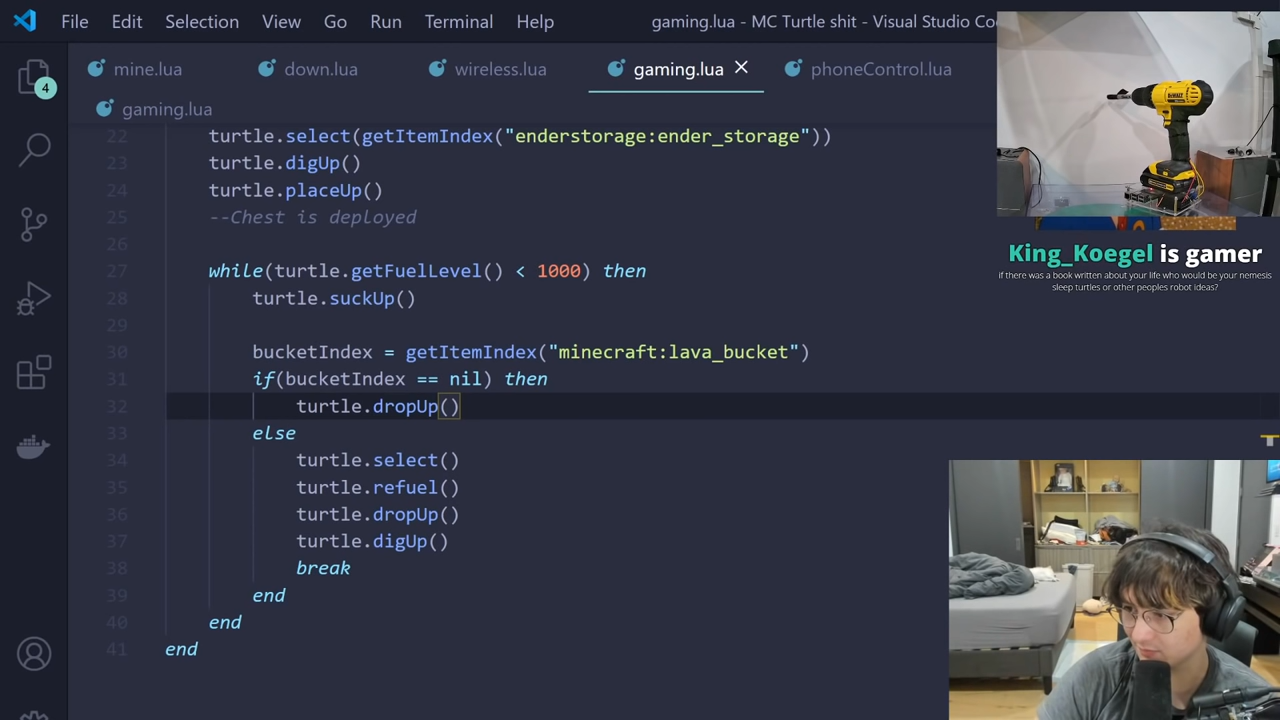 File Edit Selection View Go Run Terminal Help
gaming.lua - MC Turtle shit - Visual Studio Co
mine.lua down.lua wireless.lua gaming.lua phoneControl.lua
gaming.lua
22 turtle.select(getItemIndex("enderstorage:ender_storage"))
23 turtle.digUp()
24 turtle.placeUp()
25 --Chest is deployed
26
27 while(turtle.getFuelLevel() < 1000) then
28 turtle.suckUp()
29
30 bucketIndex = getItemIndex("minecraft:lava_bucket")
31 if(bucketIndex == nil) then
32 turtle.dropUp()
33 else
34 turtle.select()
35 turtle.refuel()
36 turtle.dropUp()
37 turtle.digUp()
38 break
39 end
40 end
41 end
4
DEWALT
King_Koegel is gamer
if there was a book written about your life who would be your nemesis
sleep turtles or other peoples robot ideas?